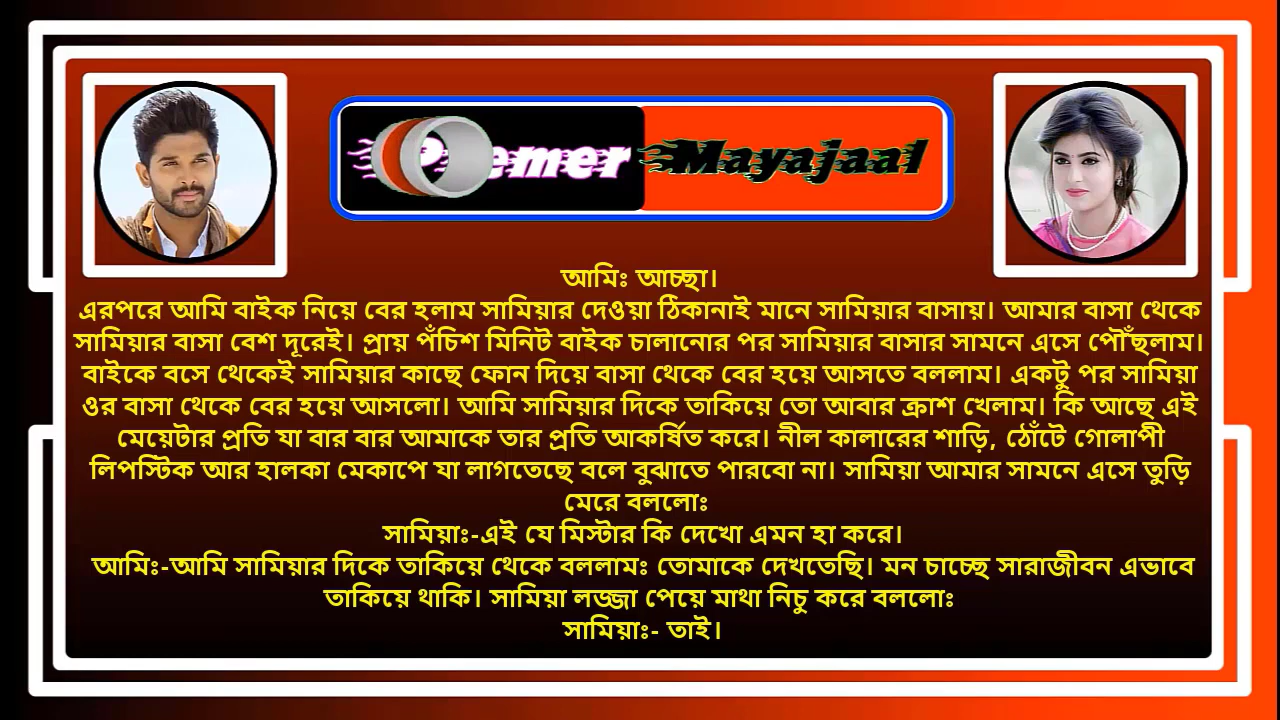 Premer Mayajaal
আমিঃ আচ্ছা।
এরপরে আমি বাইক নিয়ে বের হলাম সামিয়ার দেওয়া ঠিকানাই মানে সামিয়ার বাসায়। আমার বাসা থেকে
সামিয়ার বাসা বেশ দূরেই। প্রায় পঁচিশ মিনিট বাইক চালানোর পর সামিয়ার বাসার সামনে এসে পৌঁছলাম।
বাইকে বসে থেকেই সামিয়ার কাছে ফোন দিয়ে বাসা থেকে বের হয়ে আসতে বললাম। একটু পর সামিয়া
ওর বাসা থেকে বের হয়ে আসলো। আমি সামিয়ার দিকে তাকিয়ে তো আবার ক্রাশ খেলাম। কি আছে এই
মেয়েটার প্রতি যা বার বার আমাকে তার প্রতি আকর্ষিত করে। নীল কালারের শাড়ি, ঠোঁটে গোলাপী
লিপস্টিক আর হালকা মেকাপে যা লাগতেছে বলে বুঝাতে পারবো না। সামিয়া আমার সামনে এসে তুড়ি
মেরে বললোঃ
সামিয়াঃ-এই যে মিস্টার কি দেখো এমন হা করে।
আমিঃ-আমি সামিয়ার দিকে তাকিয়ে থেকে বললামঃ তোমাকে দেখতেছি। মন চাচ্ছে সারাজীবন এভাবে
তাকিয়ে থাকি। সামিয়া লজ্জা পেয়ে মাথা নিচু করে বললোঃ
সামিয়াঃ- তাই।